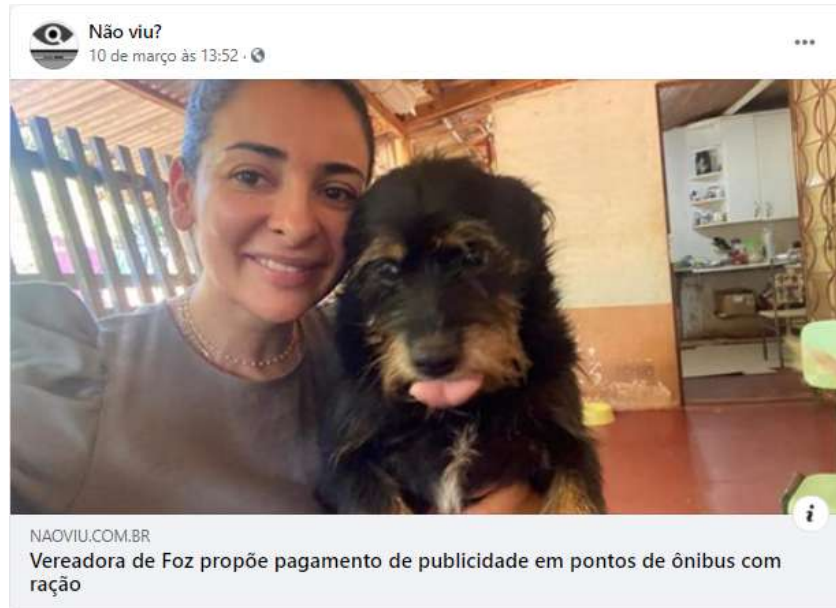 Não viu?
10 de março às 13:52 ·
NAOVIU.COM.BR
Vereadora de Foz propõe pagamento de publicidade em pontos de ônibus com
ração